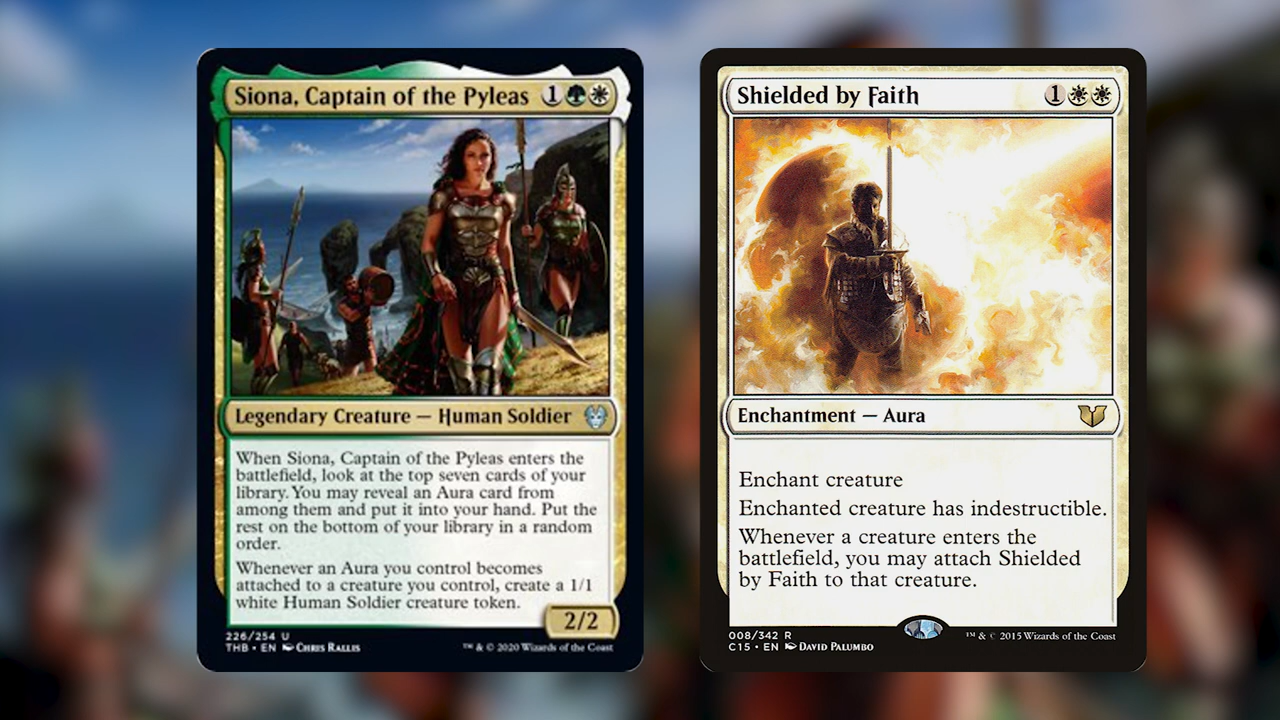 Siona, Captain of the Pyleas 1
Legendary Creature — Human Soldier
When Siona, Captain of the Pyleas enters the
battlefield, look at the top seven cards of your
library. You may reveal an Aura card from
among them and put it into your hand. Put the
rest on the bottom of your library in a random
order.
Whenever an Aura you control becomes
attached to a creature you control, create a 1/1
white Human Soldier creature token.
2/2
226/254 U
THB • EN CHRIS RALLIS
™ & © 2020 Wizards of the Coast
Shielded by Faith 1
Enchantment — Aura
Enchant creature
Enchanted creature has indestructible.
Whenever a creature enters the
battlefield, you may attach Shielded
by Faith to that creature.
008/342 R
C15 • EN DAVID PALUMBO
™ & © 2015 Wizards of the Coast